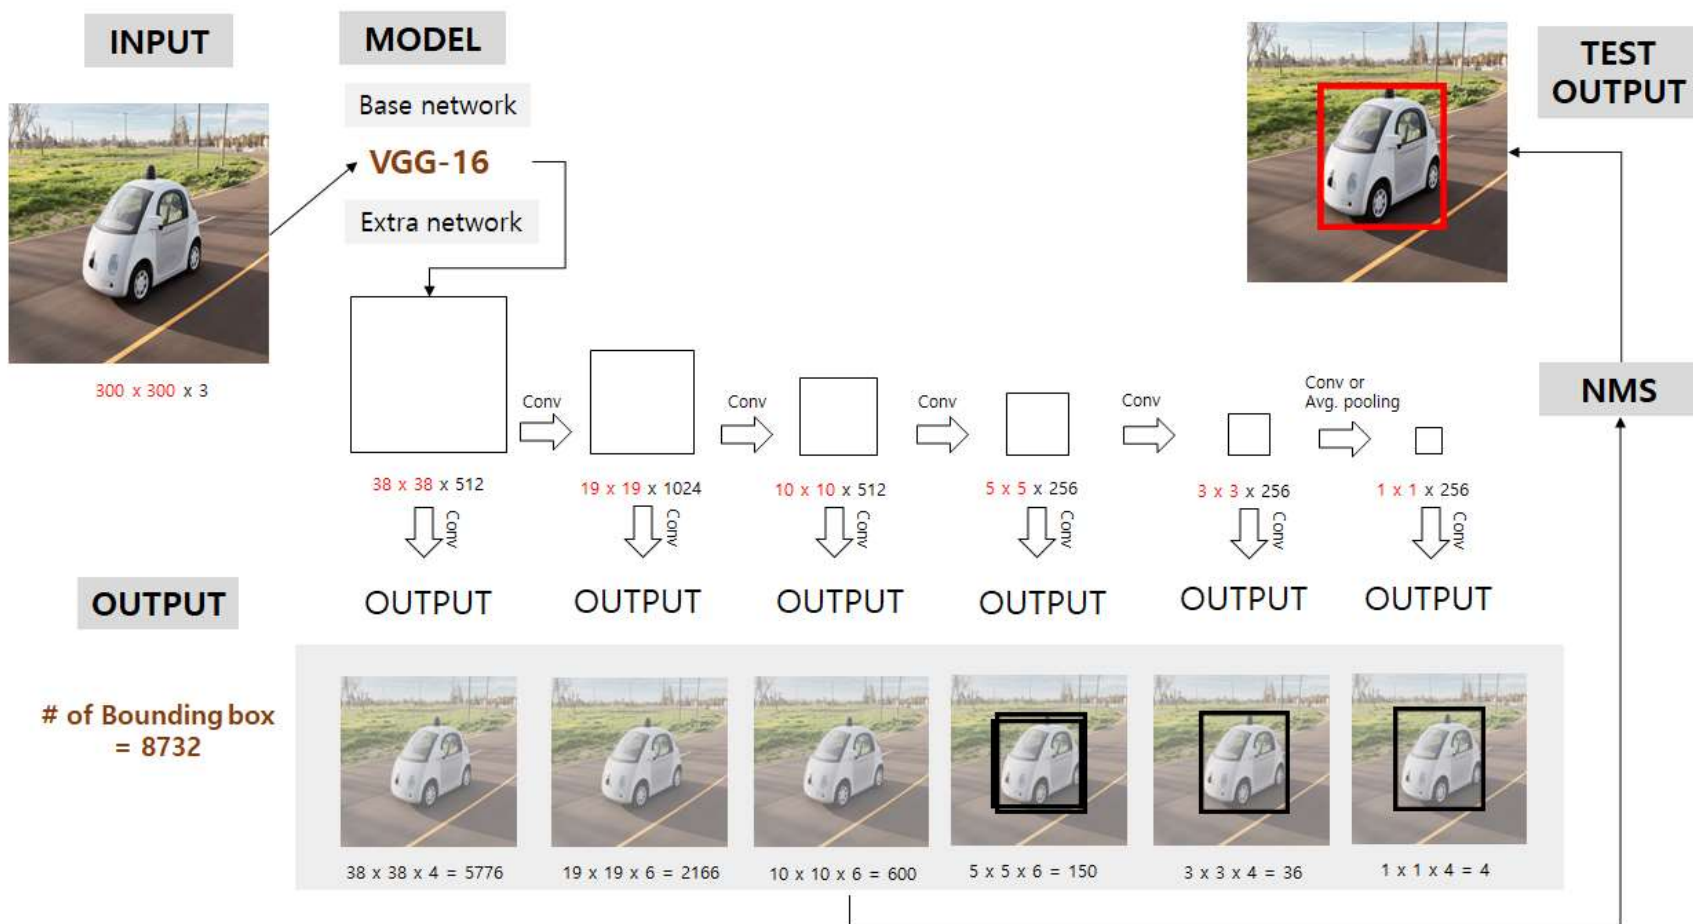 INPUT
MODEL
TEST
OUTPUT
Base network
VGG-16
Extra network
300 x 300 x 3
NMS
Conv
Conv
Conv
Conv
Conv or
Avg. pooling
38 x 38 x 512
19 x 19 x 1024
10 x 10 x 512
5 x 5 x 256
3 x 3 x 256
1 x 1 x 256
Conv
Conv
Conv
Conv
Conv
Conv
OUTPUT
OUTPUT
OUTPUT
OUTPUT
OUTPUT
OUTPUT
OUTPUT
# of Bounding box
= 8732
38 x 38 x 4 = 5776
19 x 19 x 6 = 2166
10 x 10 x 6 = 600
5 x 5 x 6 = 150
3 x 3 x 4 = 36
1 x 1 x 4 = 4